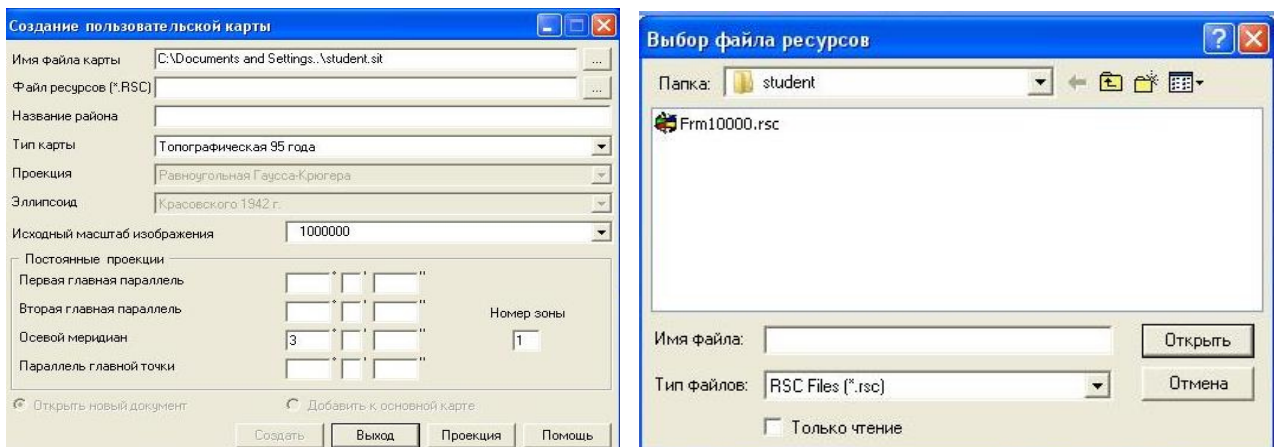 Создание пользовательской карты
Имя файла карты C:\Documents and Settings..\student.sit ...
Файл ресурсов (*.RSC) ...
Название района
Тип карты Топографическая 95 года
Проекция Равноугольная Гаусса-Крюгера
Эллипсоид Красовского 1942 г.
Исходный масштаб изображения 1000000
Постоянные проекции
Первая главная параллель ° ' "
Вторая главная параллель ° ' "
Номер зоны
Осевой меридиан 3 ° ' " 1
Параллель главной точки ° ' "
Открыть новый документ Добавить к основной карте
Создать Выход Проекция Помощь
Выбор файла ресурсов
Папка: student
Frm10000.rsc
Имя файла: Открыть
Тип файлов: RSC Files (*.rsc) Отмена
Только чтение